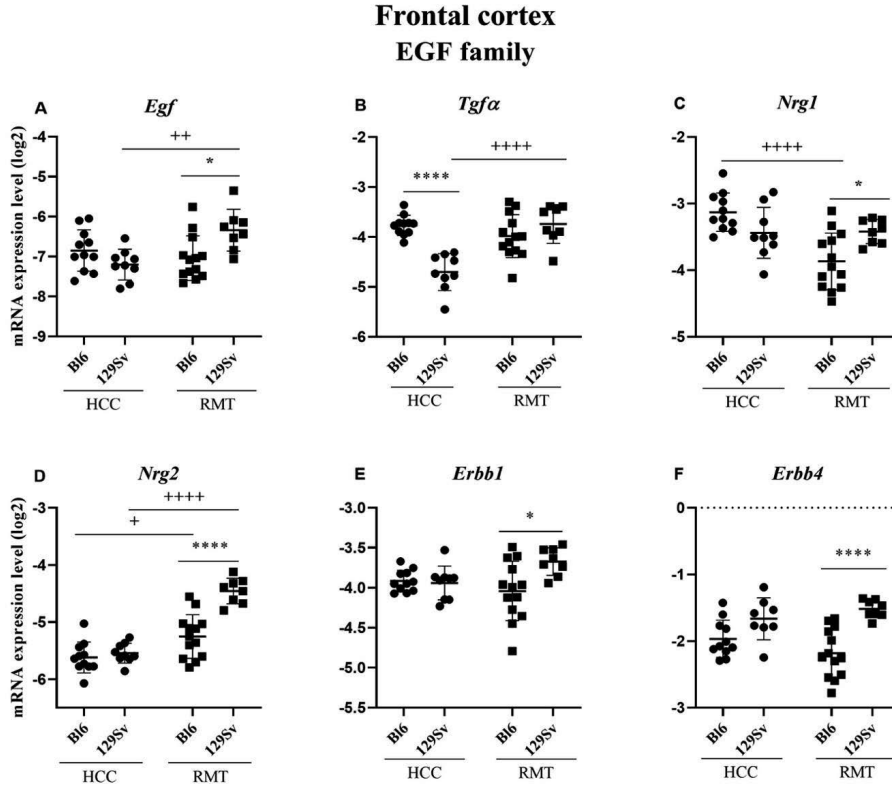 Frontal cortex
EGF family
A
Egf
mRNA expression level (log2)
-4
-5
-6
-7
-8
-9
++
*
Bl6
129Sv
Bl6
129Sv
HCC
RMT
B
Tgfα
-2
-3
-4
-5
-6
****
++++
Bl6
129Sv
Bl6
129Sv
HCC
RMT
C
Nrg1
-2
-3
-4
-5
++++
*
Bl6
129Sv
Bl6
129Sv
HCC
RMT
D
Nrg2
mRNA expression level (log2)
-3
-4
-5
-6
++++
+
****
Bl6
129Sv
Bl6
129Sv
HCC
RMT
E
Erbb1
-3.0
-3.5
-4.0
-4.5
-5.0
-5.5
*
Bl6
129Sv
Bl6
129Sv
HCC
RMT
F
Erbb4
0
-1
-2
-3
****
Bl6
129Sv
Bl6
129Sv
HCC
RMT